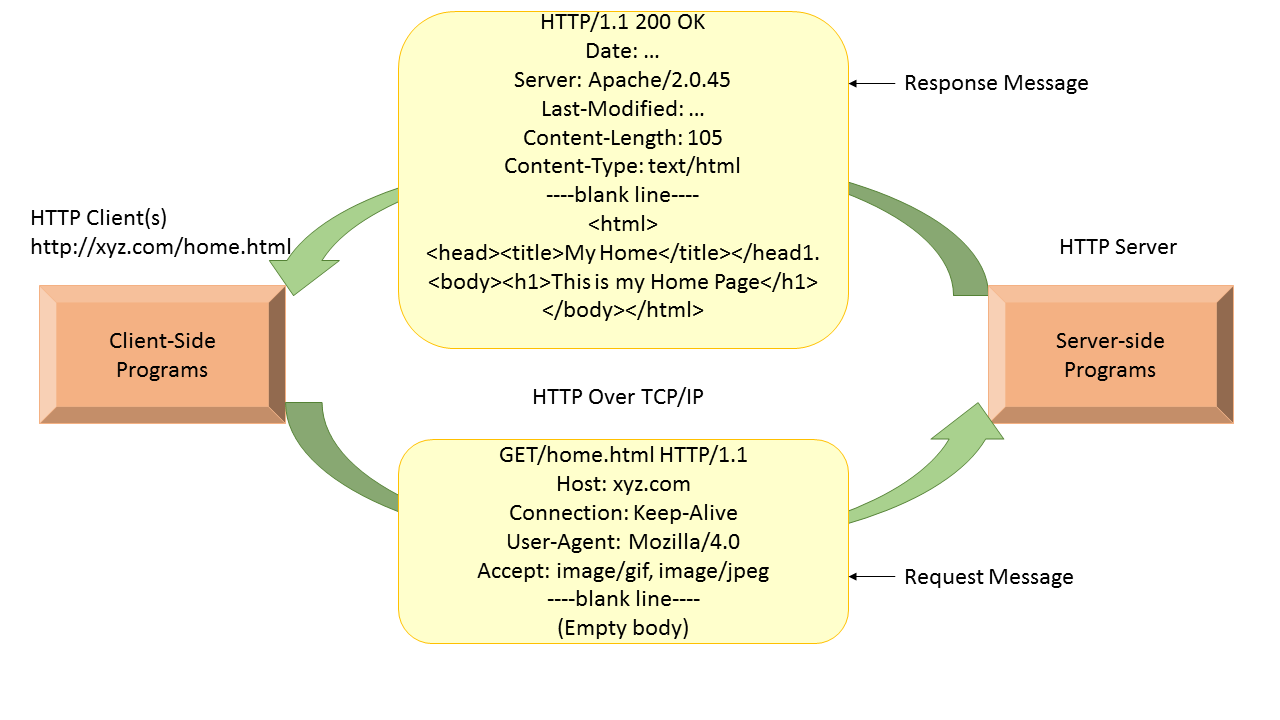 HTTP/1.1 200 OK
Date: ...
Server: Apache/2.0.45
Last-Modified: ...
Content-Length: 105
Content-Type: text/html
----blank line----
<html>
<head><title>My Home</title></head1.
<body><h1>This is my Home Page</h1>
</body></html>
Response Message
HTTP Client(s)
http://xyz.com/home.html
HTTP Server
Client-Side
Programs
Server-side
Programs
HTTP Over TCP/IP
GET/home.html HTTP/1.1
Host: xyz.com
Connection: Keep-Alive
User-Agent: Mozilla/4.0
Accept: image/gif, image/jpeg
----blank line----
(Empty body)
Request Message